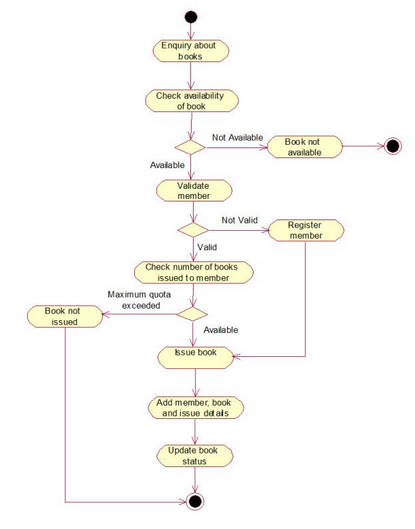 Enquiry about
books
Check availability
of book
Not Available
Book not
available
Available
Validate
member
Not Valid
Register
member
Valid
Check number of books
issued to member
Maximum quota
exceeded
Book not
issued
Available
Issue book
Add member, book
and issue details
Update book
status